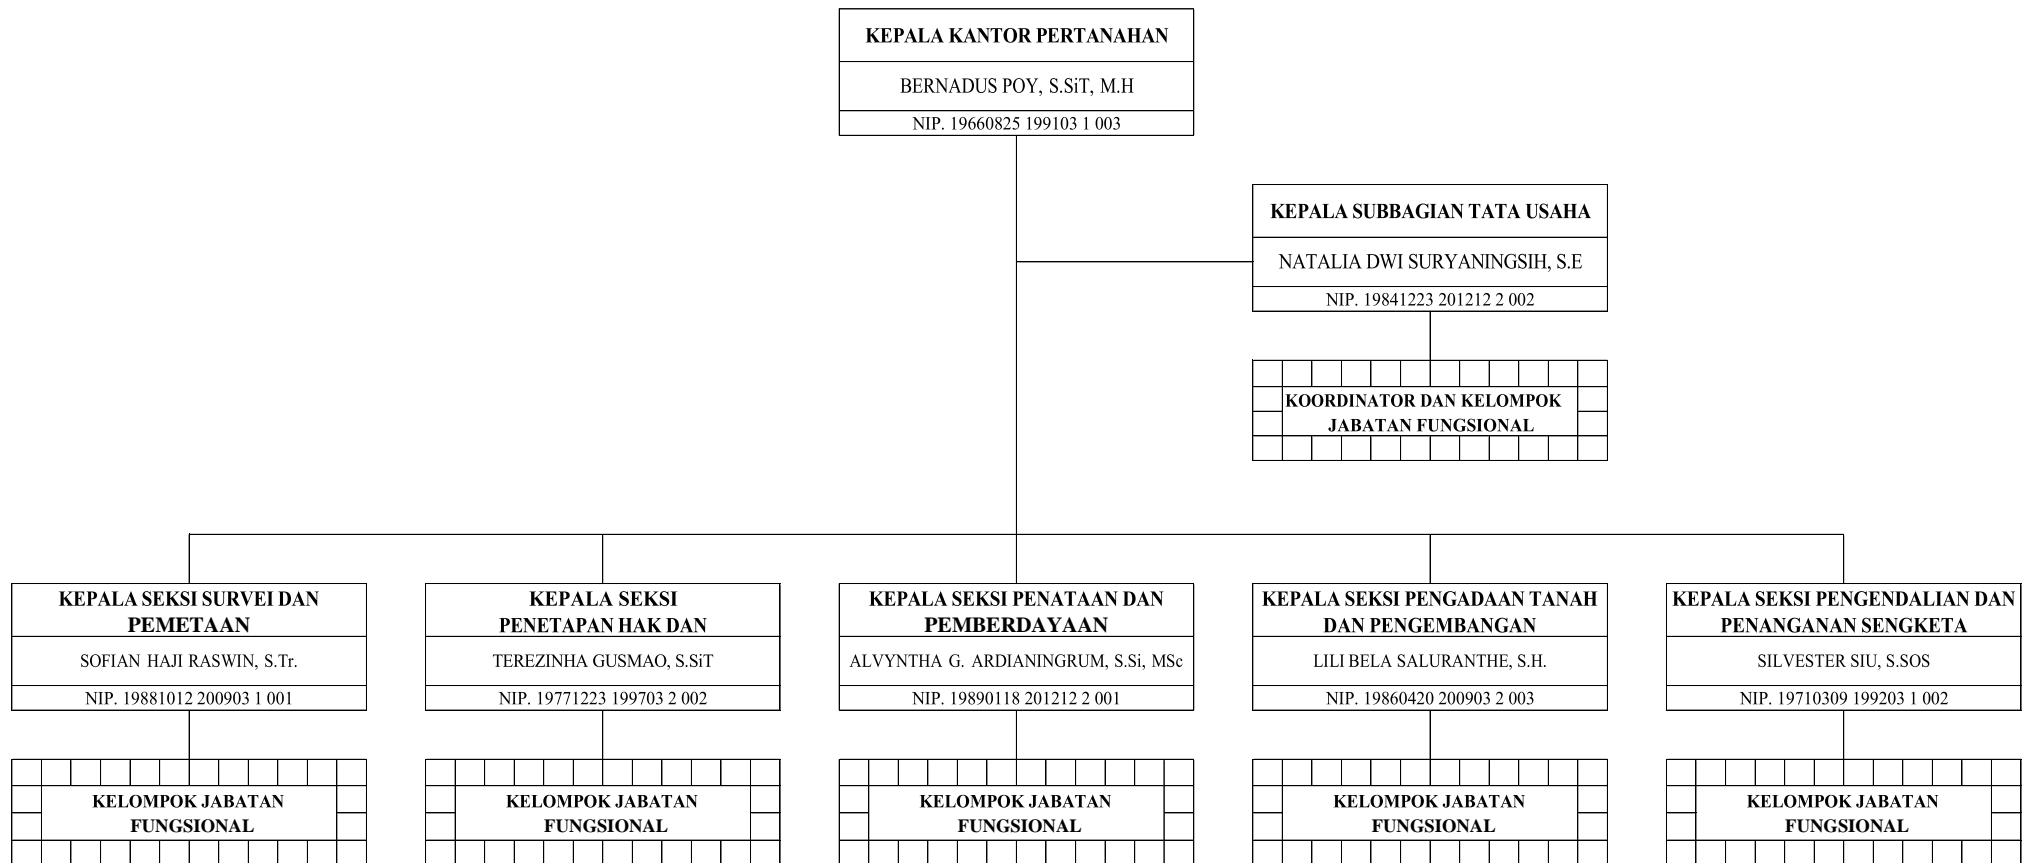 KEPALA KANTOR PERTANAHAN
BERNADUS POY, S.SiT, M.H
NIP. 19660825 199103 1 003
KEPALA SUBBAGIAN TATA USAHA
NATALIA DWI SURYANINGSIH, S.E
NIP. 19841223 201212 2 002
KOORDINATOR DAN KELOMPOK
JABATAN FUNGSIONAL
KEPALA SEKSI SURVEI DAN
PEMETAAN
SOFIAN HAJI RASWIN, S.Tr.
NIP. 19881012 200903 1 001
KELOMPOK JABATAN
FUNGSIONAL
KEPALA SEKSI
PENETAPAN HAK DAN
TEREZINHA GUSMAO, S.SiT
NIP. 19771223 199703 2 002
KELOMPOK JABATAN
FUNGSIONAL
KEPALA SEKSI PENATAAN DAN
PEMBERDAYAAN
ALVYNTHA G. ARDIANINGRUM, S.Si, MSc
NIP. 19890118 201212 2 001
KELOMPOK JABATAN
FUNGSIONAL
KEPALA SEKSI PENGADAAN TANAH
DAN PENGEMBANGAN
LILI BELA SALURANTHE, S.H.
NIP. 19860420 200903 2 003
KELOMPOK JABATAN
FUNGSIONAL
KEPALA SEKSI PENGENDALIAN DAN
PENANGANAN SENGKETA
SILVESTER SIU, S.SOS
NIP. 19710309 199203 1 002
KELOMPOK JABATAN
FUNGSIONAL